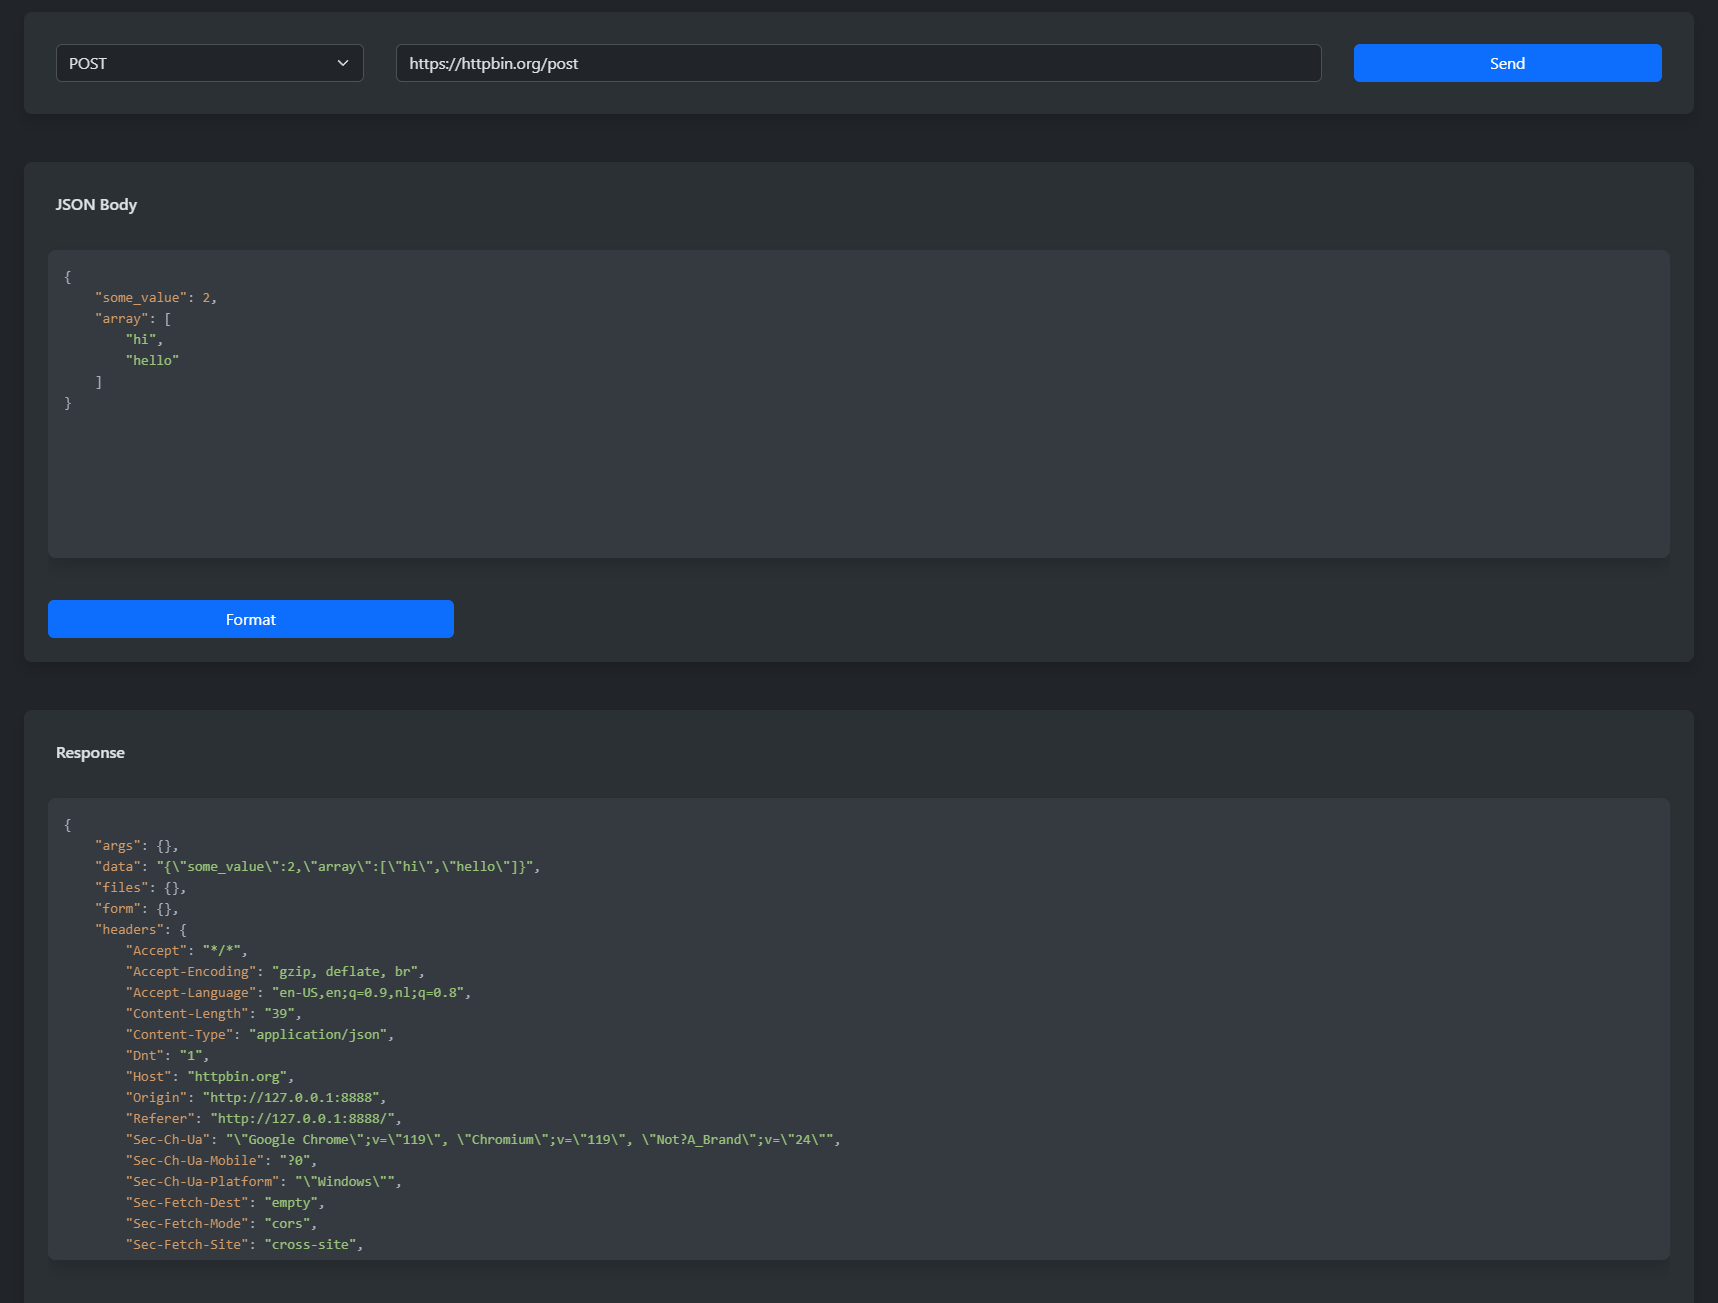 POST
https://httpbin.org/post
Send
JSON Body
{
    "some_value": 2,
    "array": [
        "hi",
        "hello"
    ]
}
Format
Response
{
    "args": {},
    "data": "{\"some_value\":2,\"array\":[\"hi\",\"hello\"]}",
    "files": {},
    "form": {},
    "headers": {
        "Accept": "*/*",
        "Accept-Encoding": "gzip, deflate, br",
        "Accept-Language": "en-US,en;q=0.9,nl;q=0.8",
        "Content-Length": "39",
        "Content-Type": "application/json",
        "Dnt": "1",
        "Host": "httpbin.org",
        "Origin": "http://127.0.0.1:8888",
        "Referer": "http://127.0.0.1:8888/",
        "Sec-Ch-Ua": "\"Google Chrome\";v=\"119\", \"Chromium\";v=\"119\", \"Not?A_Brand\";v=\"24\"",
        "Sec-Ch-Ua-Mobile": "?0",
        "Sec-Ch-Ua-Platform": "\"Windows\"",
        "Sec-Fetch-Dest": "empty",
        "Sec-Fetch-Mode": "cors",
        "Sec-Fetch-Site": "cross-site",